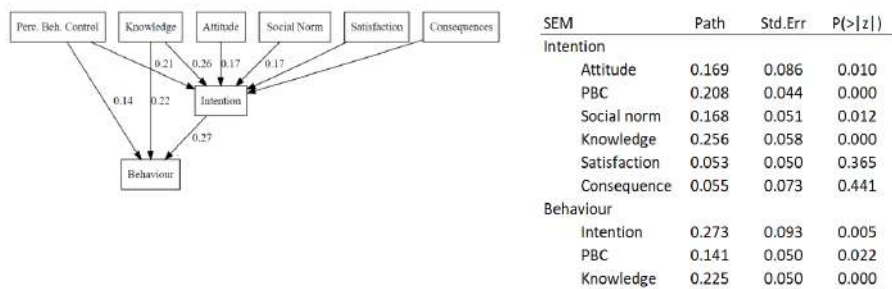 Perc. Beh. Control Knowledge Attitude Social Norm Satisfaction Consequences
0.21 0.26 0.17 0.17
Intention
0.14 0.22
0.27
Behaviour
SEM Path Std.Err P(>|z|)
Intention
Attitude 0.169 0.086 0.010
PBC 0.208 0.044 0.000
Social norm 0.168 0.051 0.012
Knowledge 0.256 0.058 0.000
Satisfaction 0.053 0.050 0.365
Consequence 0.055 0.073 0.441
Behaviour
Intention 0.273 0.093 0.005
PBC 0.141 0.050 0.022
Knowledge 0.225 0.050 0.000